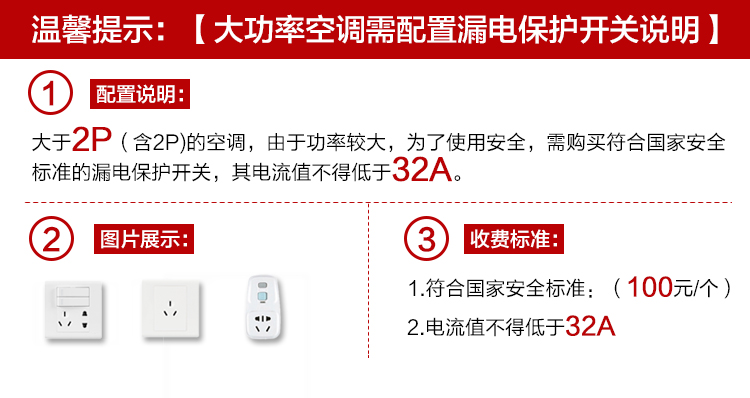 温馨提示：【大功率空调需配置漏电保护开关说明】
① 配置说明：
大于2P（含2P)的空调，由于功率较大，为了使用安全，需购买符合国家安全
标准的漏电保护开关，其电流值不得低于32A。
② 图片展示：
③ 收费标准：
1.符合国家安全标准：（100元/个）
2.电流值不得低于32A